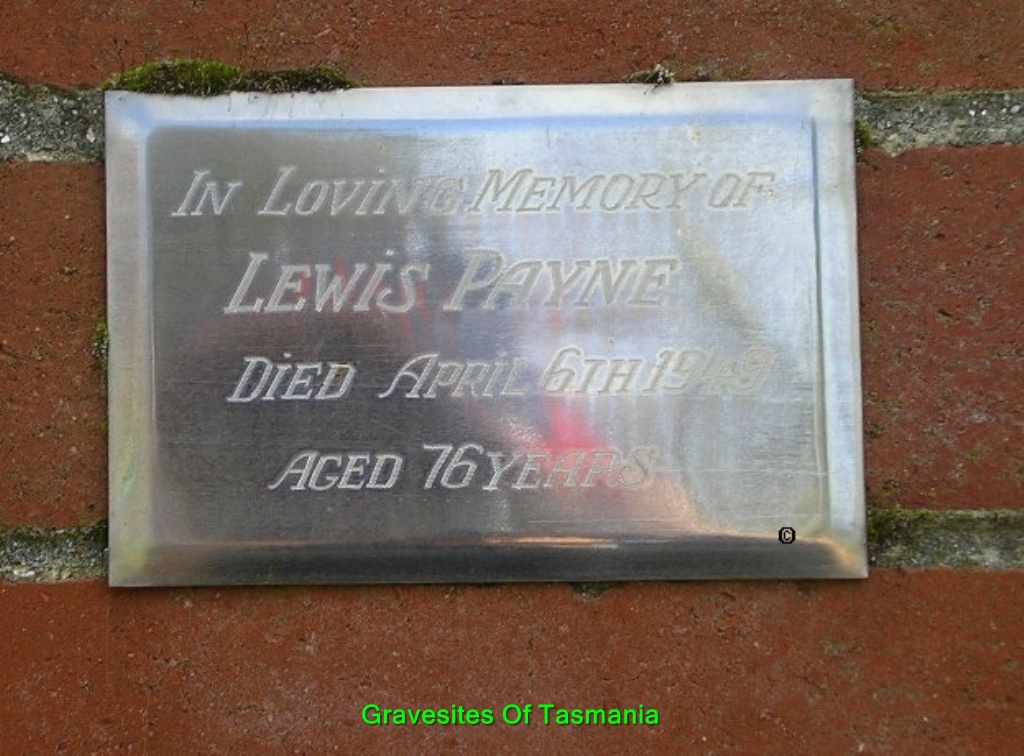 In Loving Memory of
Lewis Payne
Died April 6th 1949
Aged 76 Years
©
Gravesites Of Tasmania